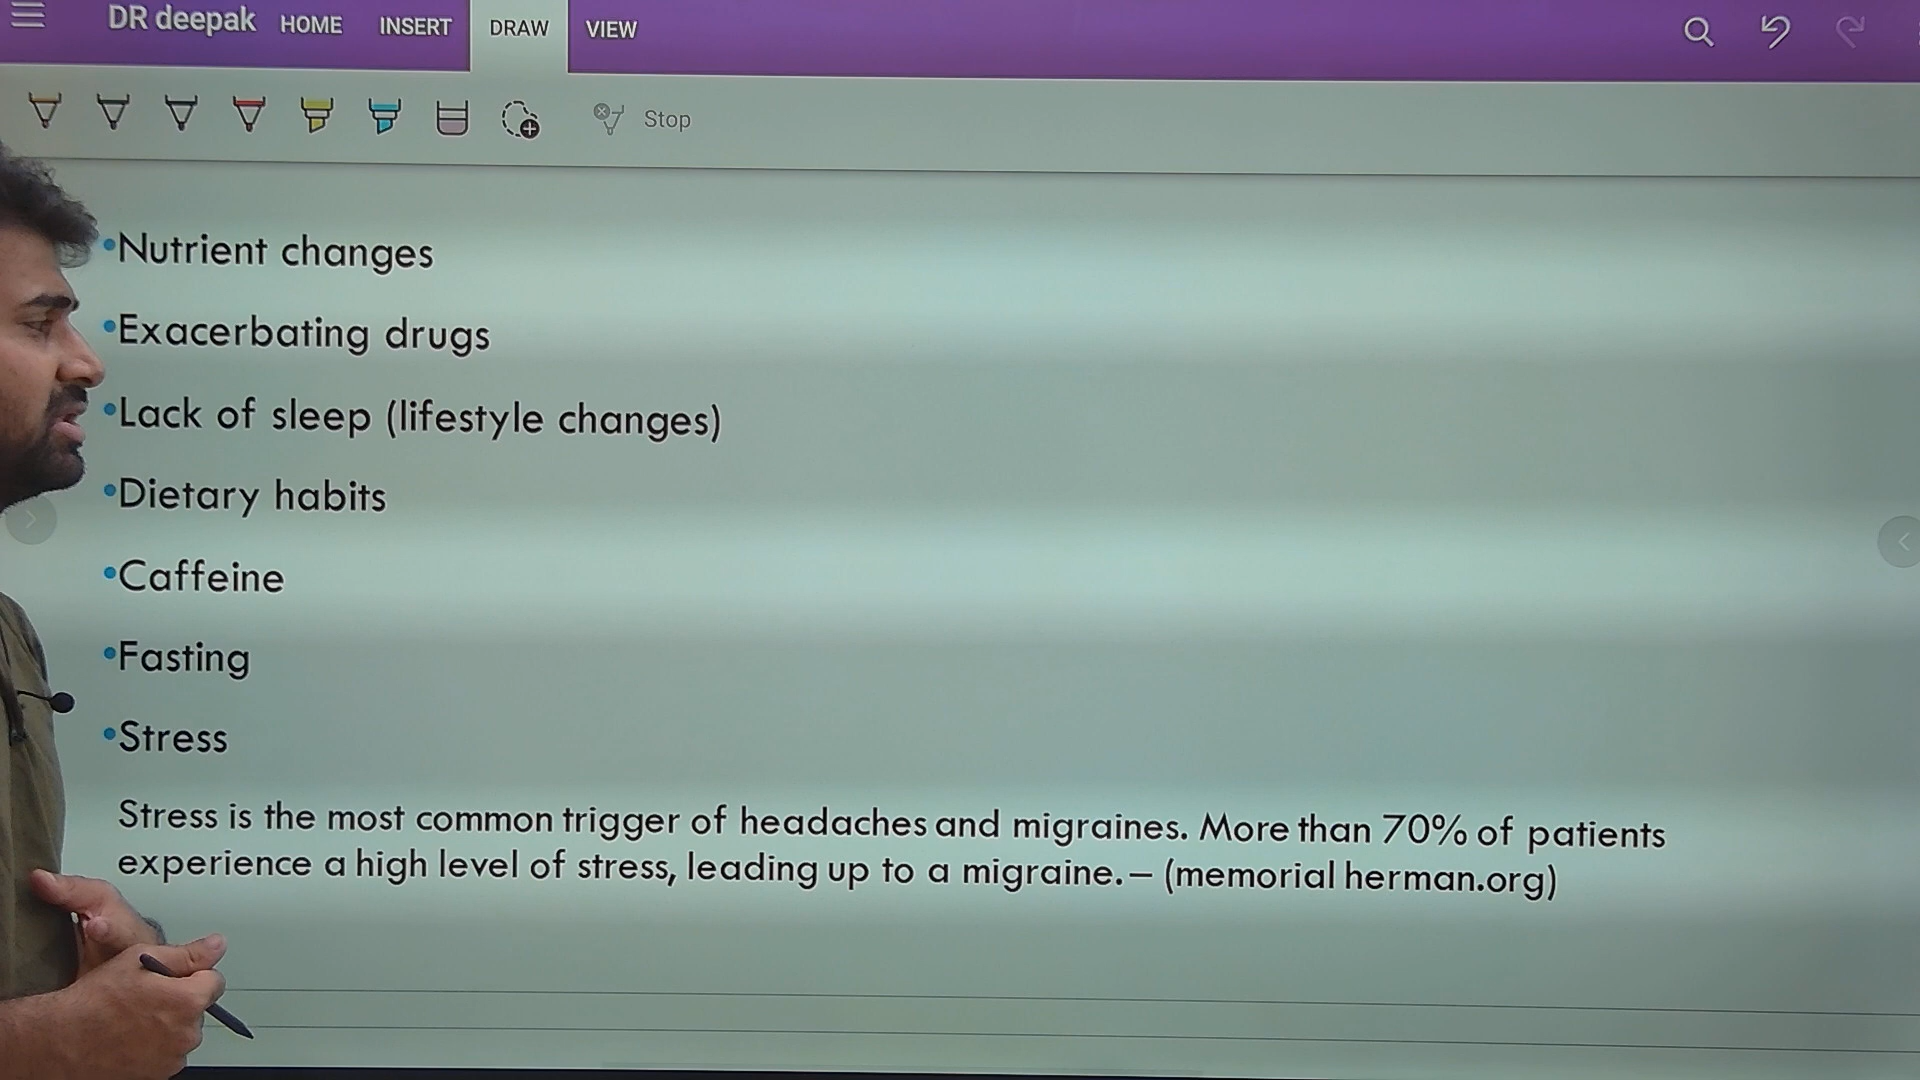 DR deepak HOME INSERT DRAW VIEW
Stop
•Nutrient changes
•Exacerbating drugs
•Lack of sleep (lifestyle changes)
•Dietary habits
•Caffeine
•Fasting
•Stress
Stress is the most common trigger of headaches and migraines. More than 70% of patients
experience a high level of stress, leading up to a migraine.– (memorial herman.org)